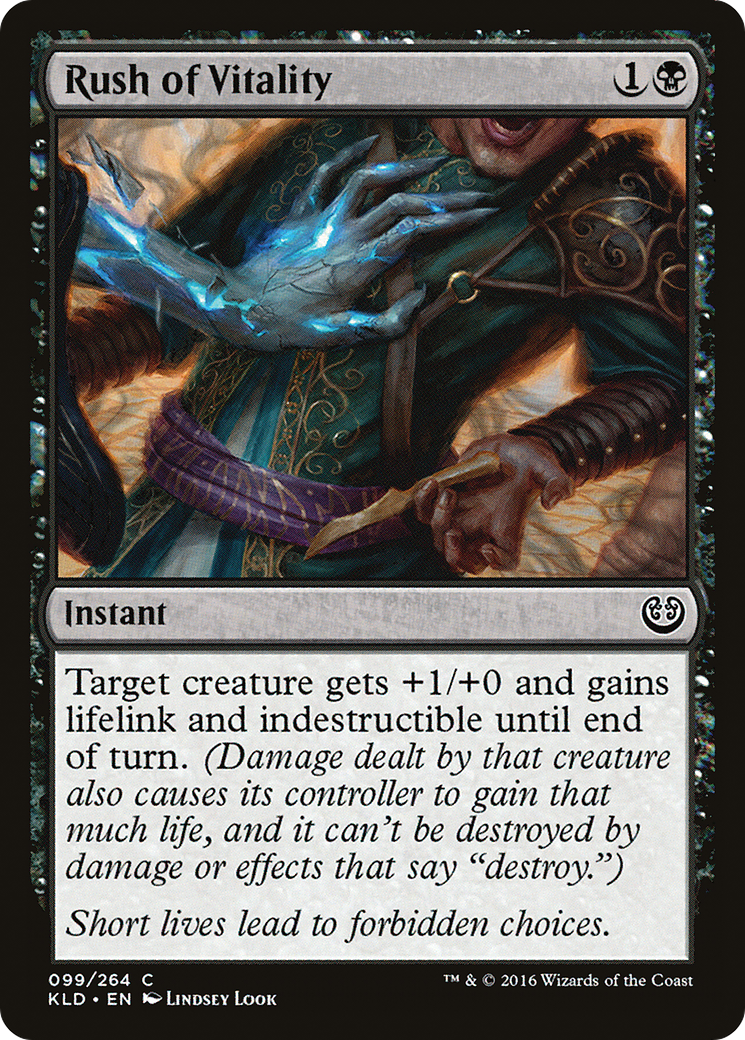 Rush of Vitality 1
Instant
Target creature gets +1/+0 and gains
lifelink and indestructible until end
of turn. (Damage dealt by that creature
also causes its controller to gain that
much life, and it can't be destroyed by
damage or effects that say “destroy.”)
Short lives lead to forbidden choices.
099/264 C
™ & © 2016 Wizards of the Coast
KLD • EN Lindsey Look